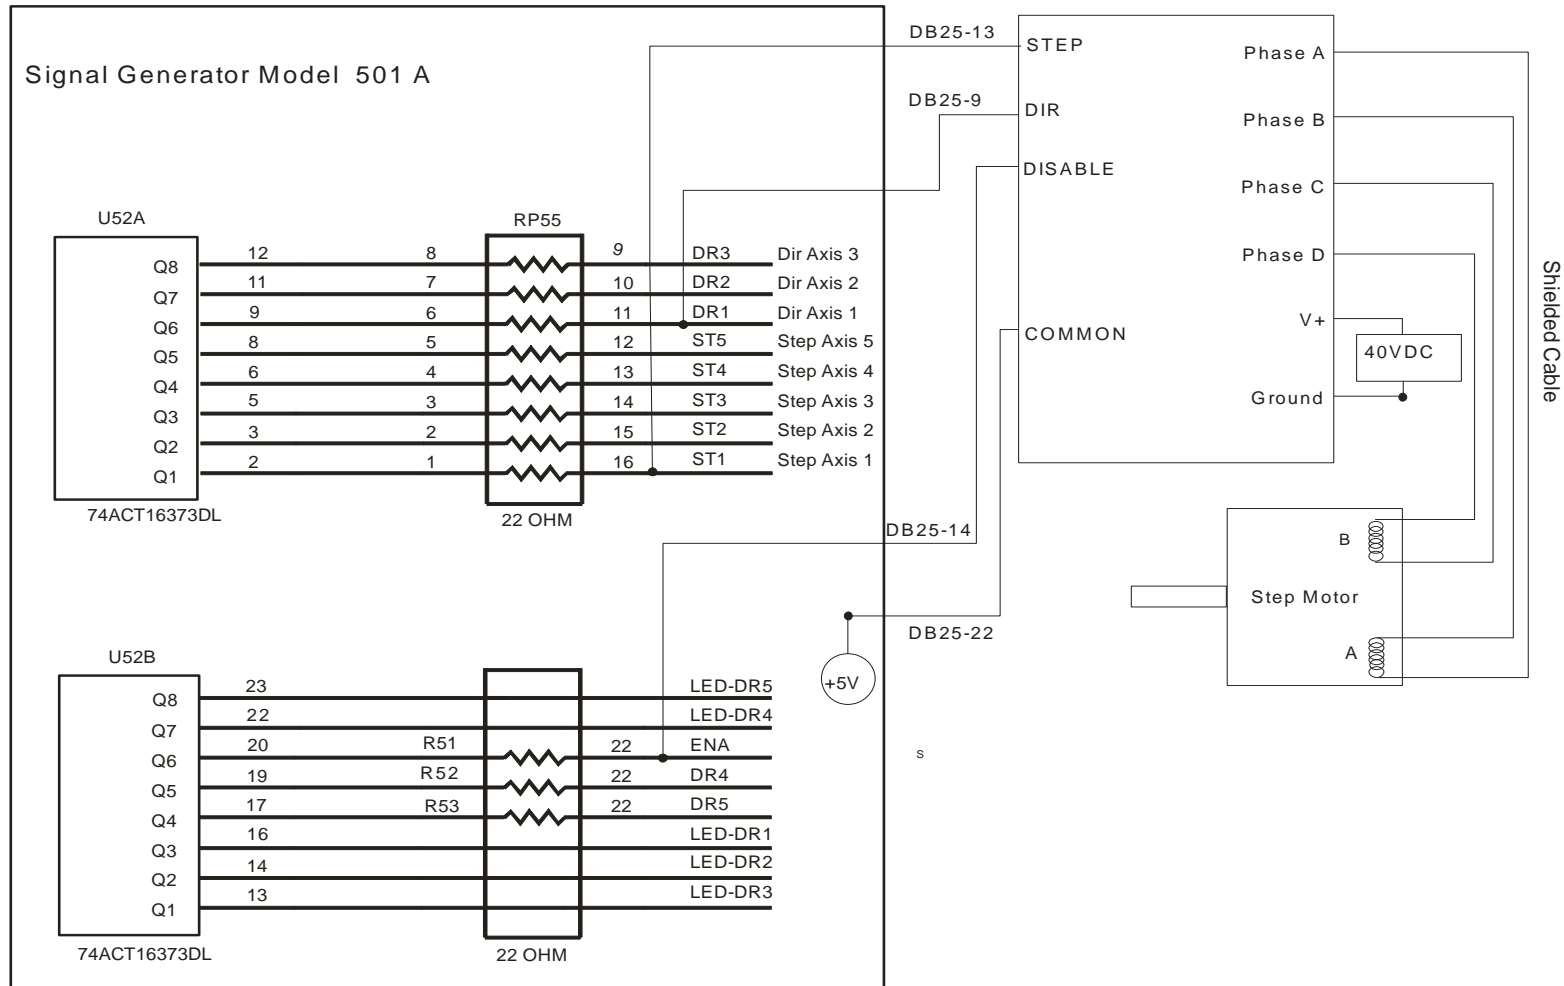 Signal Generator Model 501 A
DB25-13
DB25-9
STEP
DIR
DISABLE
COMMON
Phase A
Phase B
Phase C
Phase D
V+
Ground
40VDC
Shielded Cable
U52A
RP55
Q8 12 8 9 DR3 Dir Axis 3
Q7 11 7 10 DR2 Dir Axis 2
Q6 9 6 11 DR1 Dir Axis 1
Q5 8 5 12 ST5 Step Axis 5
Q4 6 4 13 ST4 Step Axis 4
Q3 5 3 14 ST3 Step Axis 3
Q2 3 2 15 ST2 Step Axis 2
Q1 2 1 16 ST1 Step Axis 1
74ACT16373DL
22 OHM
DB25-14
DB25-22
+5V
B
Step Motor
A
U52B
Q8 23 LED-DR5
Q7 22 LED-DR4
Q6 20 R51 22 ENA
Q5 19 R52 22 DR4
Q4 17 R53 22 DR5
Q3 16 LED-DR1
Q2 14 LED-DR2
Q1 13 LED-DR3
74ACT16373DL
22 OHM
s